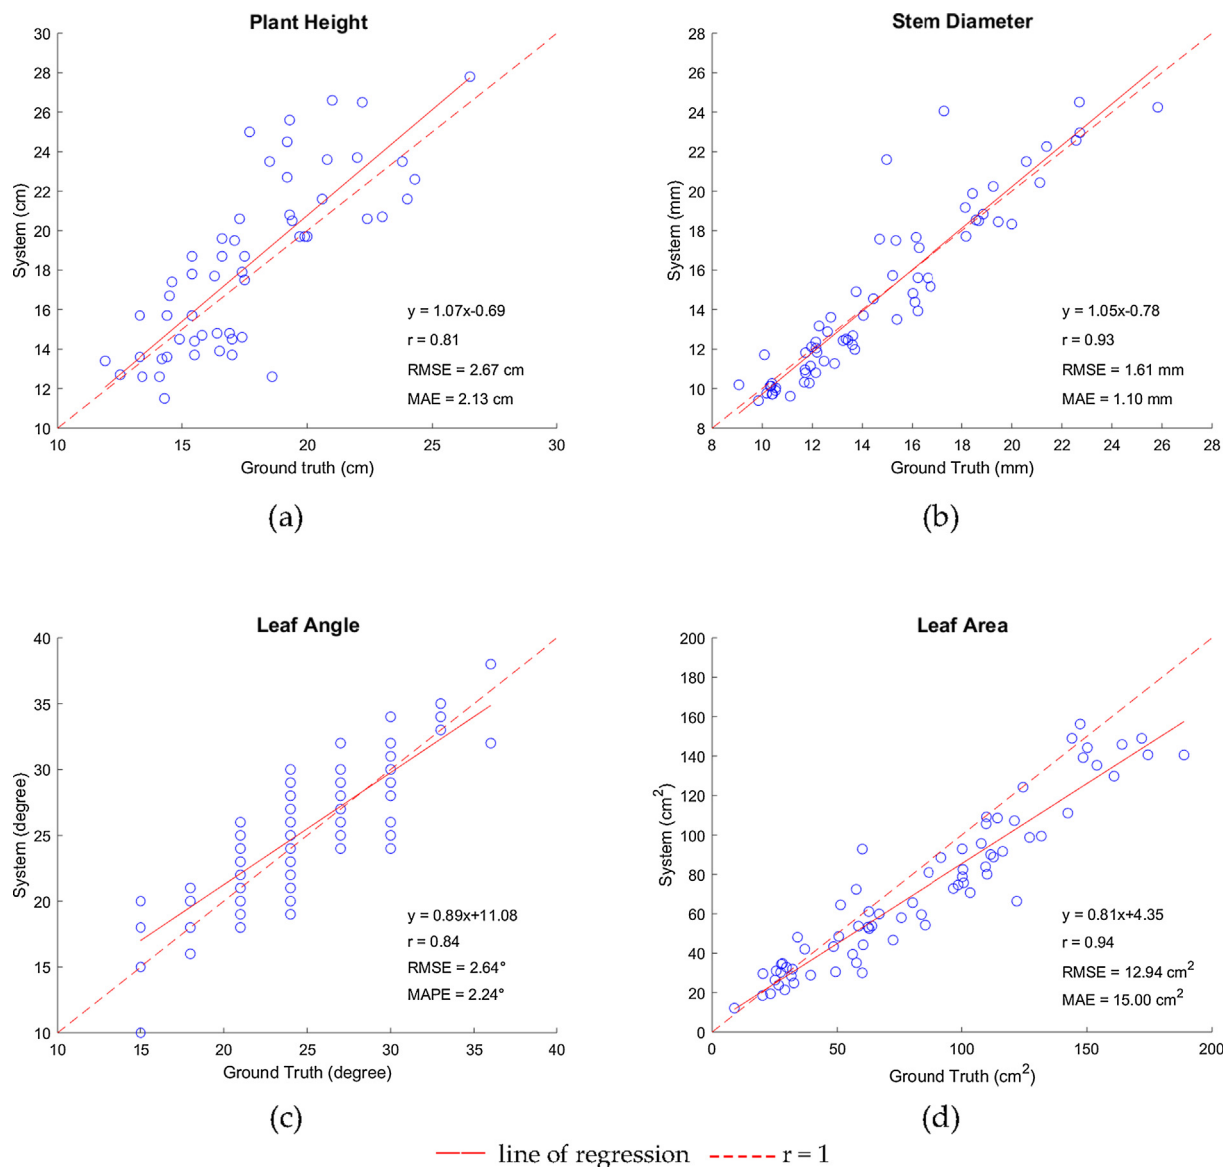 Plant Height
30
28
26
24
22
20
18
16
14
12
10
System (cm)
y = 1.07x-0.69
r = 0.81
RMSE = 2.67 cm
MAE = 2.13 cm
10 15 20 25 30
Ground truth (cm)
(a)
Stem Diameter
28
26
24
22
20
18
16
14
12
10
8
System (mm)
y = 1.05x-0.78
r = 0.93
RMSE = 1.61 mm
MAE = 1.10 mm
8 10 12 14 16 18 20 22 24 26 28
Ground Truth (mm)
(b)
Leaf Angle
40
35
30
25
20
15
10
System (degree)
y = 0.89x+11.08
r = 0.84
RMSE = 2.64°
MAPE = 2.24°
10 15 20 25 30 35 40
Ground Truth (degree)
(c)
Leaf Area
200
180
160
140
120
100
80
60
40
20
0
System (cm²)
y = 0.81x+4.35
r = 0.94
RMSE = 12.94 cm²
MAE = 15.00 cm²
0 50 100 150 200
Ground Truth (cm²)
(d)
line of regression r = 1